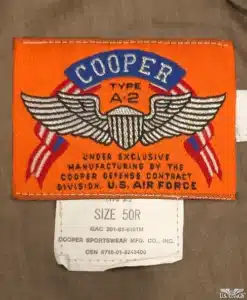 COOPER
TYPE
A-2
UNDER EXCLUSIVE
MANUFACTURING BY THE
COOPER DEFENSE CONTRACT
DIVISION, U.S. AIR FORCE
SIZE 50R
COOPER SPORTSWEAR MFG. CO., INC.